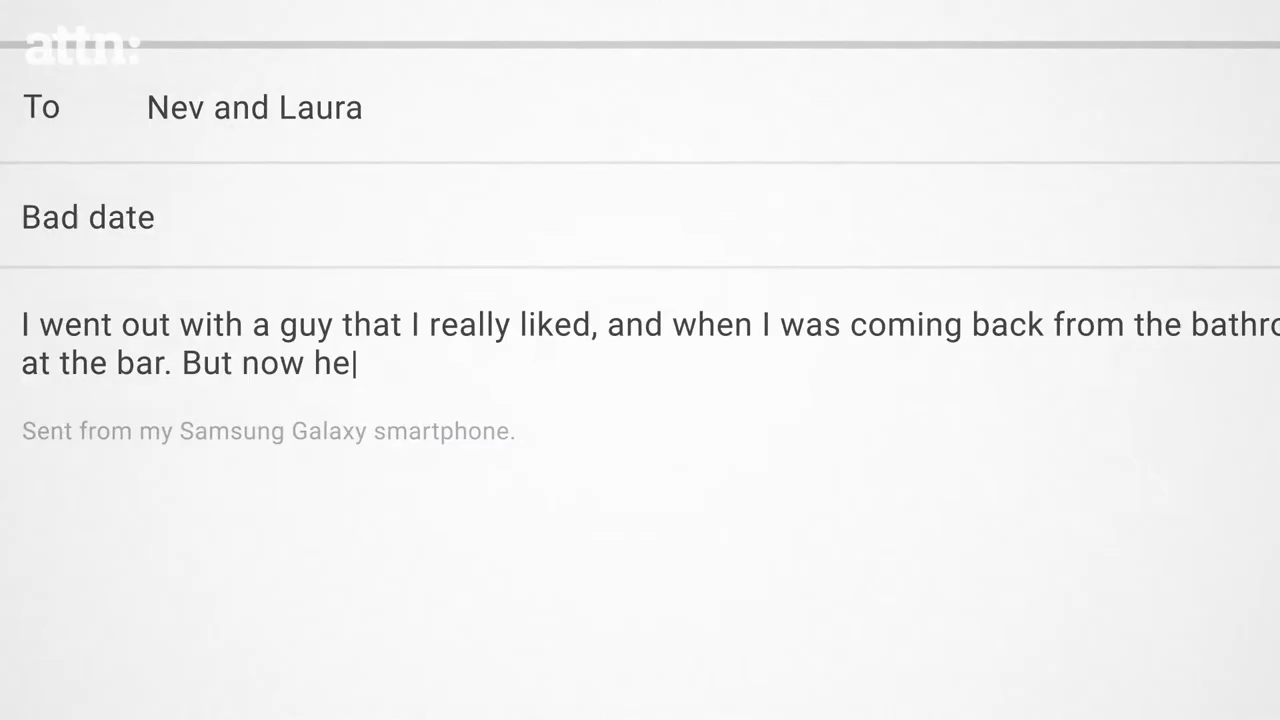 attn:
To Nev and Laura
Bad date
I went out with a guy that I really liked, and when I was coming back from the
at the bar. But now he
Sent from my Samsung Galaxy smartphone.